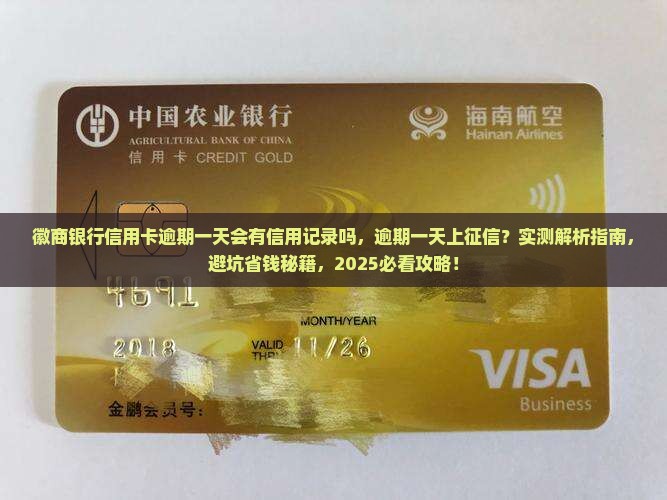 中国农业银行
AGRICULTURAL BANK OF CHINA
信用卡 CREDIT GOLD
海南航空
Hainan Airlines
徽商银行信用卡逾期一天会有信用记录吗，逾期一天上征信？实测解析指南，
避坑省钱秘籍，2025必看攻略！
4691
MONTH/YEAR
2018
VALID
THRU
11/26
VISA
Business
金鹏会员号：